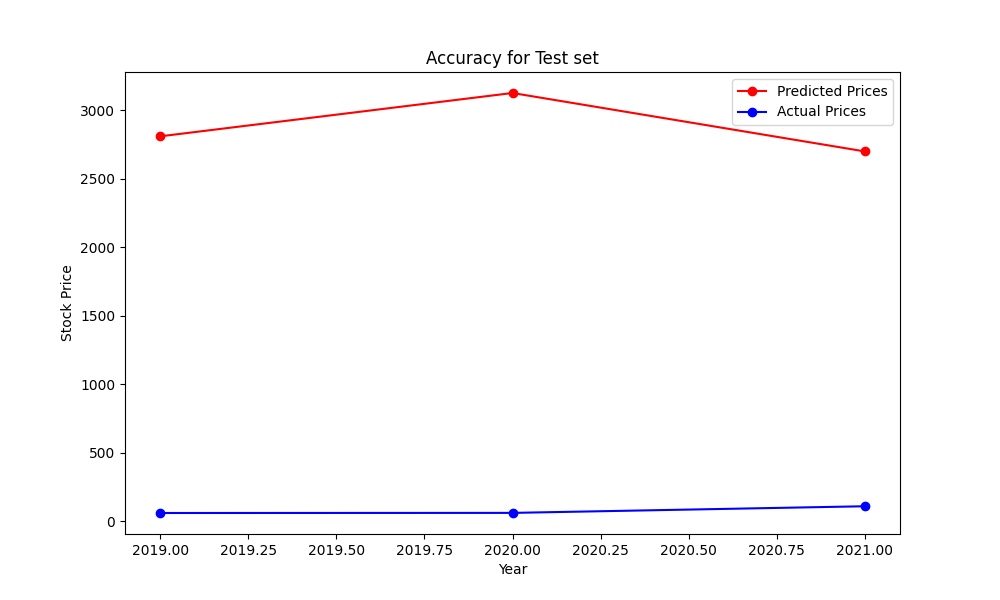 Accuracy for Test set
Predicted Prices
Actual Prices
3000
2500
2000
1500
1000
500
0
Stock Price
2019.00 2019.25 2019.50 2019.75 2020.00 2020.25 2020.50 2020.75 2021.00
Year